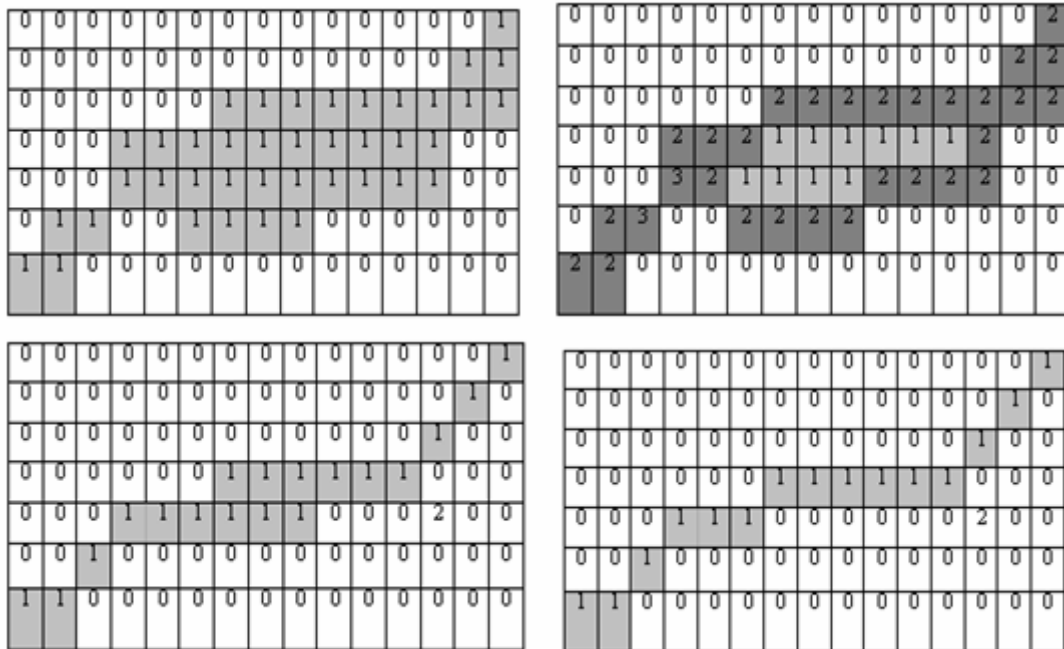 0 0 0 0 0 0 0 0 0 0 0 0 0 0 1
0 0 0 0 0 0 0 0 0 0 0 0 0 1 1
0 0 0 0 0 0 1 1 1 1 1 1 1 1 1
0 0 0 1 1 1 1 1 1 1 1 1 1 0 0
0 0 0 1 1 1 1 1 1 1 1 1 1 0 0
0 1 1 0 0 1 1 1 1 0 0 0 0 0 0
1 1 0 0 0 0 0 0 0 0 0 0 0 0 0
0 0 0 0 0 0 0 0 0 0 0 0 0 0 2
0 0 0 0 0 0 0 0 0 0 0 0 0 2 2
0 0 0 0 0 0 2 2 2 2 2 2 2 2 2
0 0 0 2 2 2 1 1 1 1 1 1 2 0 0
0 0 0 3 2 1 1 1 1 2 2 2 2 0 0
0 2 3 0 0 2 2 2 2 0 0 0 0 0 0
2 2 0 0 0 0 0 0 0 0 0 0 0 0 0
0 0 0 0 0 0 0 0 0 0 0 0 0 0 1
0 0 0 0 0 0 0 0 0 0 0 0 0 1 0
0 0 0 0 0 0 0 0 0 0 0 0 1 0 0
0 0 0 0 0 0 1 1 1 1 1 1 0 0 0
0 0 0 1 1 1 1 1 1 0 0 0 2 0 0
0 0 1 0 0 0 0 0 0 0 0 0 0 0 0
1 1 0 0 0 0 0 0 0 0 0 0 0 0 0
0 0 0 0 0 0 0 0 0 0 0 0 0 0 1
0 0 0 0 0 0 0 0 0 0 0 0 0 1 0
0 0 0 0 0 0 0 0 0 0 0 0 1 0 0
0 0 0 0 0 0 1 1 1 1 1 1 0 0 0
0 0 0 1 1 1 0 0 0 0 0 0 2 0 0
0 0 1 0 0 0 0 0 0 0 0 0 0 0 0
1 1 0 0 0 0 0 0 0 0 0 0 0 0 0